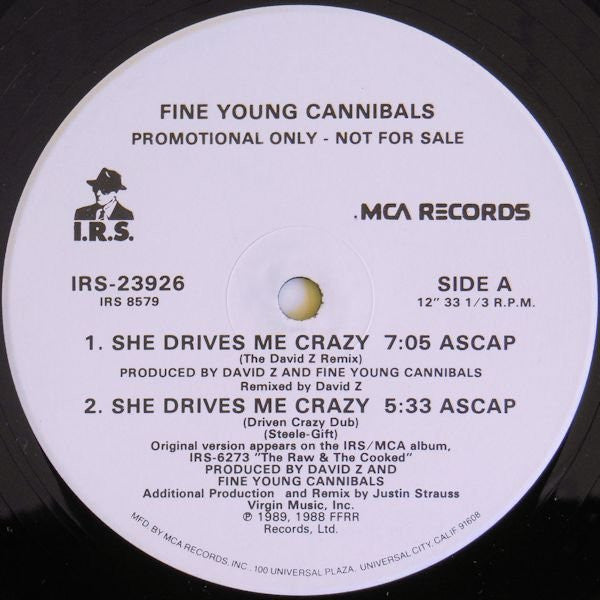 FINE YOUNG CANNIBALS
PROMOTIONAL ONLY - NOT FOR SALE
I.R.S.
.MCA RECORDS
IRS-23926
IRS 8579
SIDE A
12" 33 1/3 R.P.M.
1. SHE DRIVES ME CRAZY 7:05 ASCAP
(The David Z Remix)
PRODUCED BY DAVID Z AND FINE YOUNG CANNIBALS
Remixed by David Z
2. SHE DRIVES ME CRAZY 5:33 ASCAP
(Driven Crazy Dub)
(Steele-Gift)
Original version appears on the IRS/MCA album,
IRS-6273 "The Raw & The Cooked"
PRODUCED BY DAVID Z AND
FINE YOUNG CANNIBALS
Additional Production and Remix by Justin Strauss
Virgin Music, Inc.
℗ 1989, 1988 FFRR
Records, Ltd.
MFD. BY MCA RECORDS, INC., 100 UNIVERSAL PLAZA, UNIVERSAL CITY, CALIF. 91608